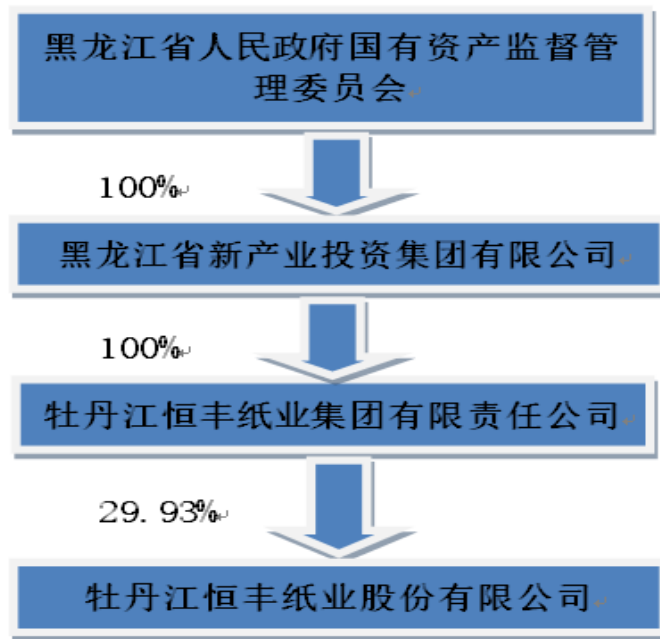 黑龙江省人民政府国有资产监督管
理委员会
100%
黑龙江省新产业投资集团有限公司
100%
牡丹江恒丰纸业集团有限责任公司
29.93%
牡丹江恒丰纸业股份有限公司